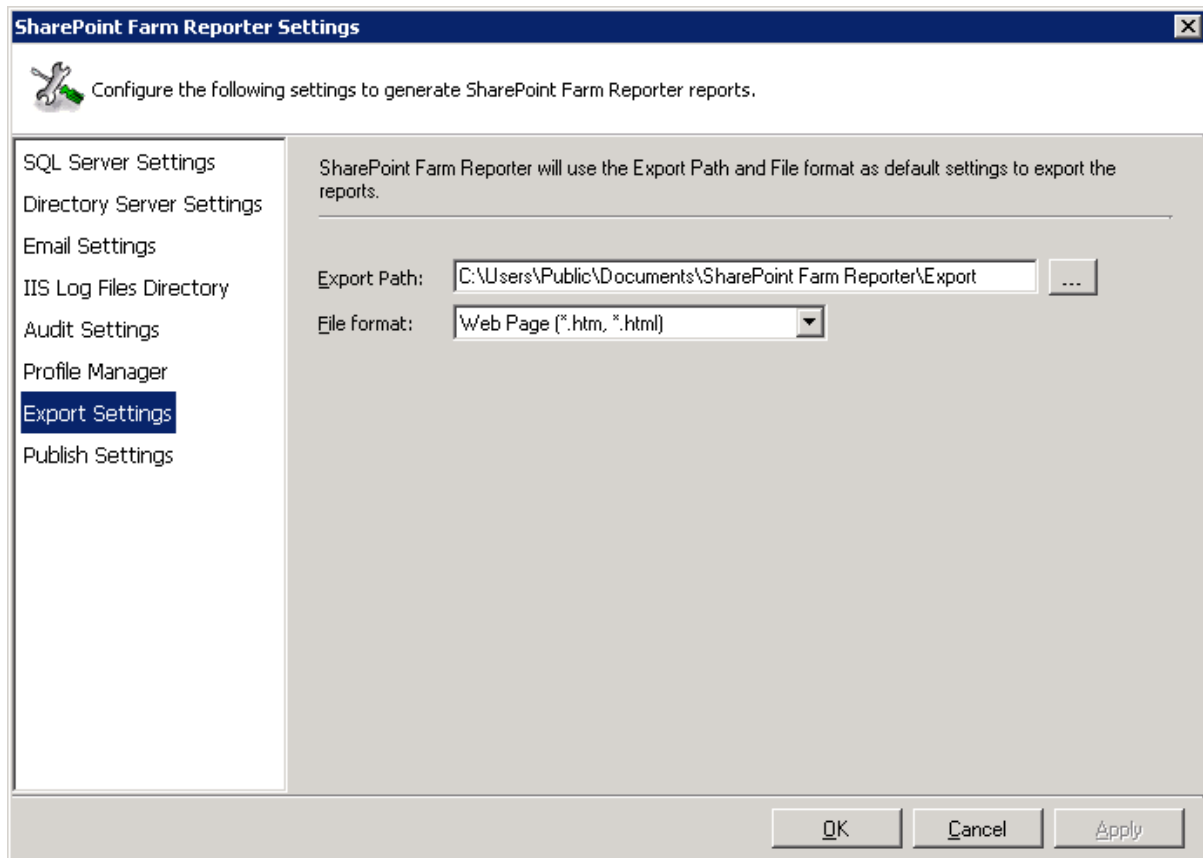 SharePoint Farm Reporter Settings
Configure the following settings to generate SharePoint Farm Reporter reports.
SQL Server Settings
Directory Server Settings
Email Settings
IIS Log Files Directory
Audit Settings
Profile Manager
Export Settings
Publish Settings
SharePoint Farm Reporter will use the Export Path and File format as default settings to export the
reports.
Export Path: C:\Users\Public\Documents\SharePoint Farm Reporter\Export ...
File format: Web Page (*.htm, *.html)
OK Cancel Apply